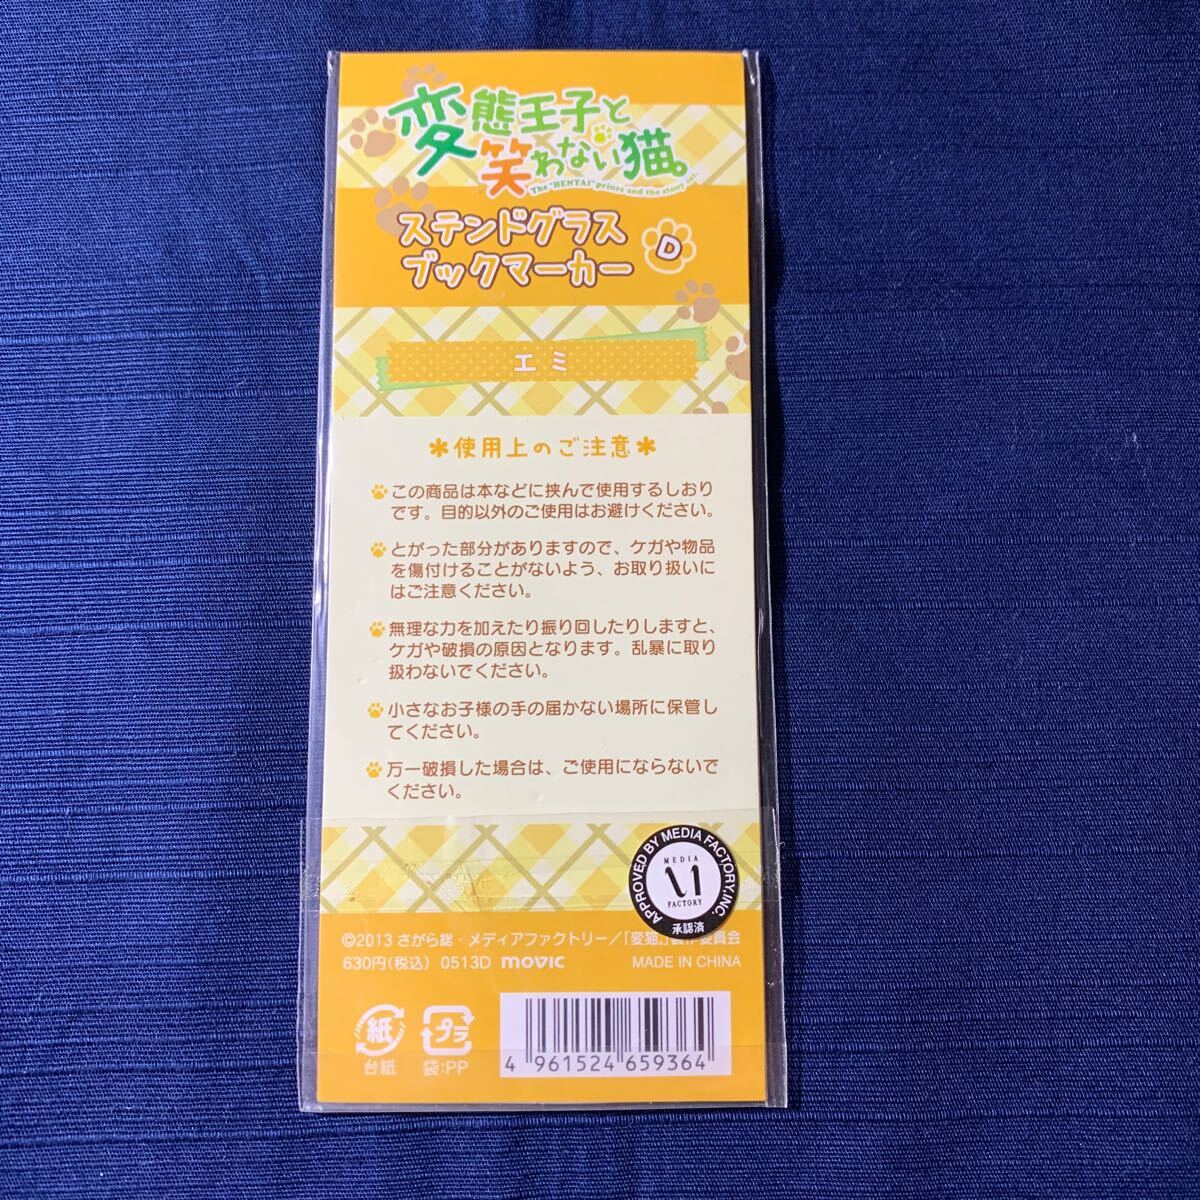 変態王子と
笑わない猫。
The "HENTAI" prince and the stony cat.
ステンドグラス
ブックマーカー
D
エミ
*使用上のご注意*
この商品は本などに挟んで使用するしおり
です。目的以外のご使用はお避けください。
とがった部分がありますので、ケガや物品
を傷付けることがないよう、お取り扱いに
はご注意ください。
無理な力を加えたり振り回したりしますと、
ケガや破損の原因となります。乱暴に取り
扱わないでください。
小さなお子様の手の届かない場所に保管し
てください。
万一破損した場合は、ご使用にならないで
ください。
APPROVED BY MEDIA FACTORY,INC.
MEDIA
FACTORY
承認済
©2013 さがら総・メディアファクトリー/「変猫。」製作委員会
630円(税込) 0513D movic MADE IN CHINA
紙 プラ
台紙 袋:PP
4 961524 659364